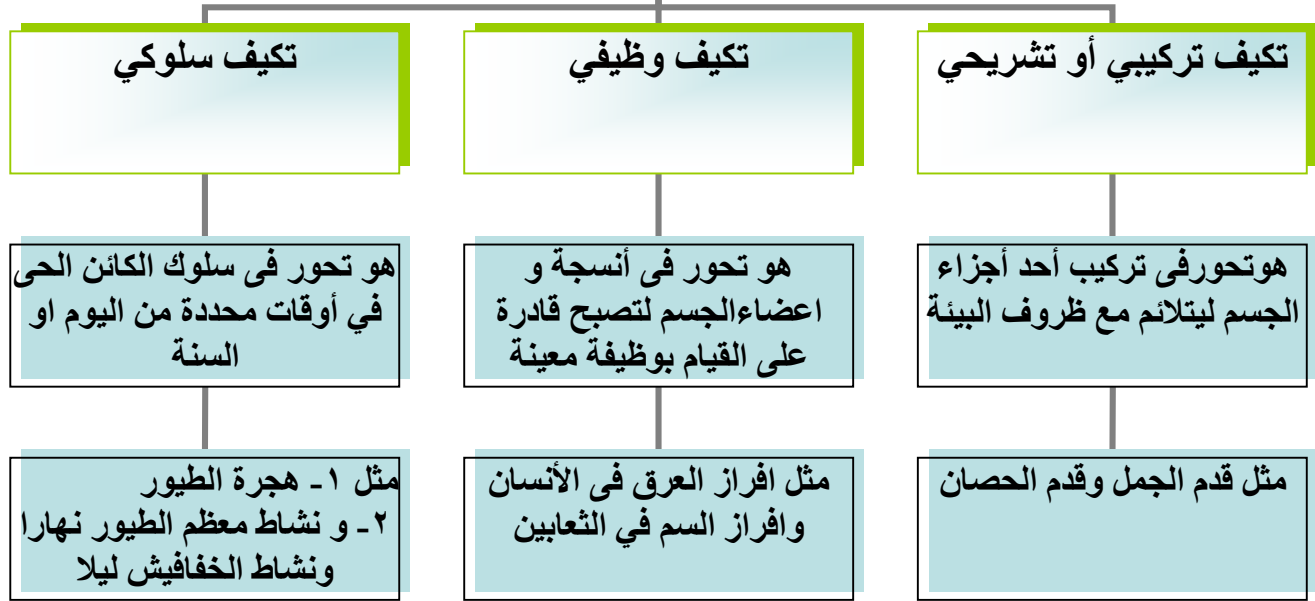 تكيف تركيبي أو تشريحي
هوتحورفى تركيب أحد أجزاء
الجسم ليتلائم مع ظروف البيئة
مثل قدم الجمل وقدم الحصان
تكيف وظيفي
هو تحور فى أنسجة و
اعضاءالجسم لتصبح قادرة
على القيام بوظيفة معينة
مثل افراز العرق فى الأنسان
وافراز السم في الثعابين
تكيف سلوكي
هو تحور فى سلوك الكائن الحى
في أوقات محددة من اليوم او
السنة
مثل ١- هجرة الطيور
٢- و نشاط معظم الطيور نهارا
ونشاط الخفافيش ليلا